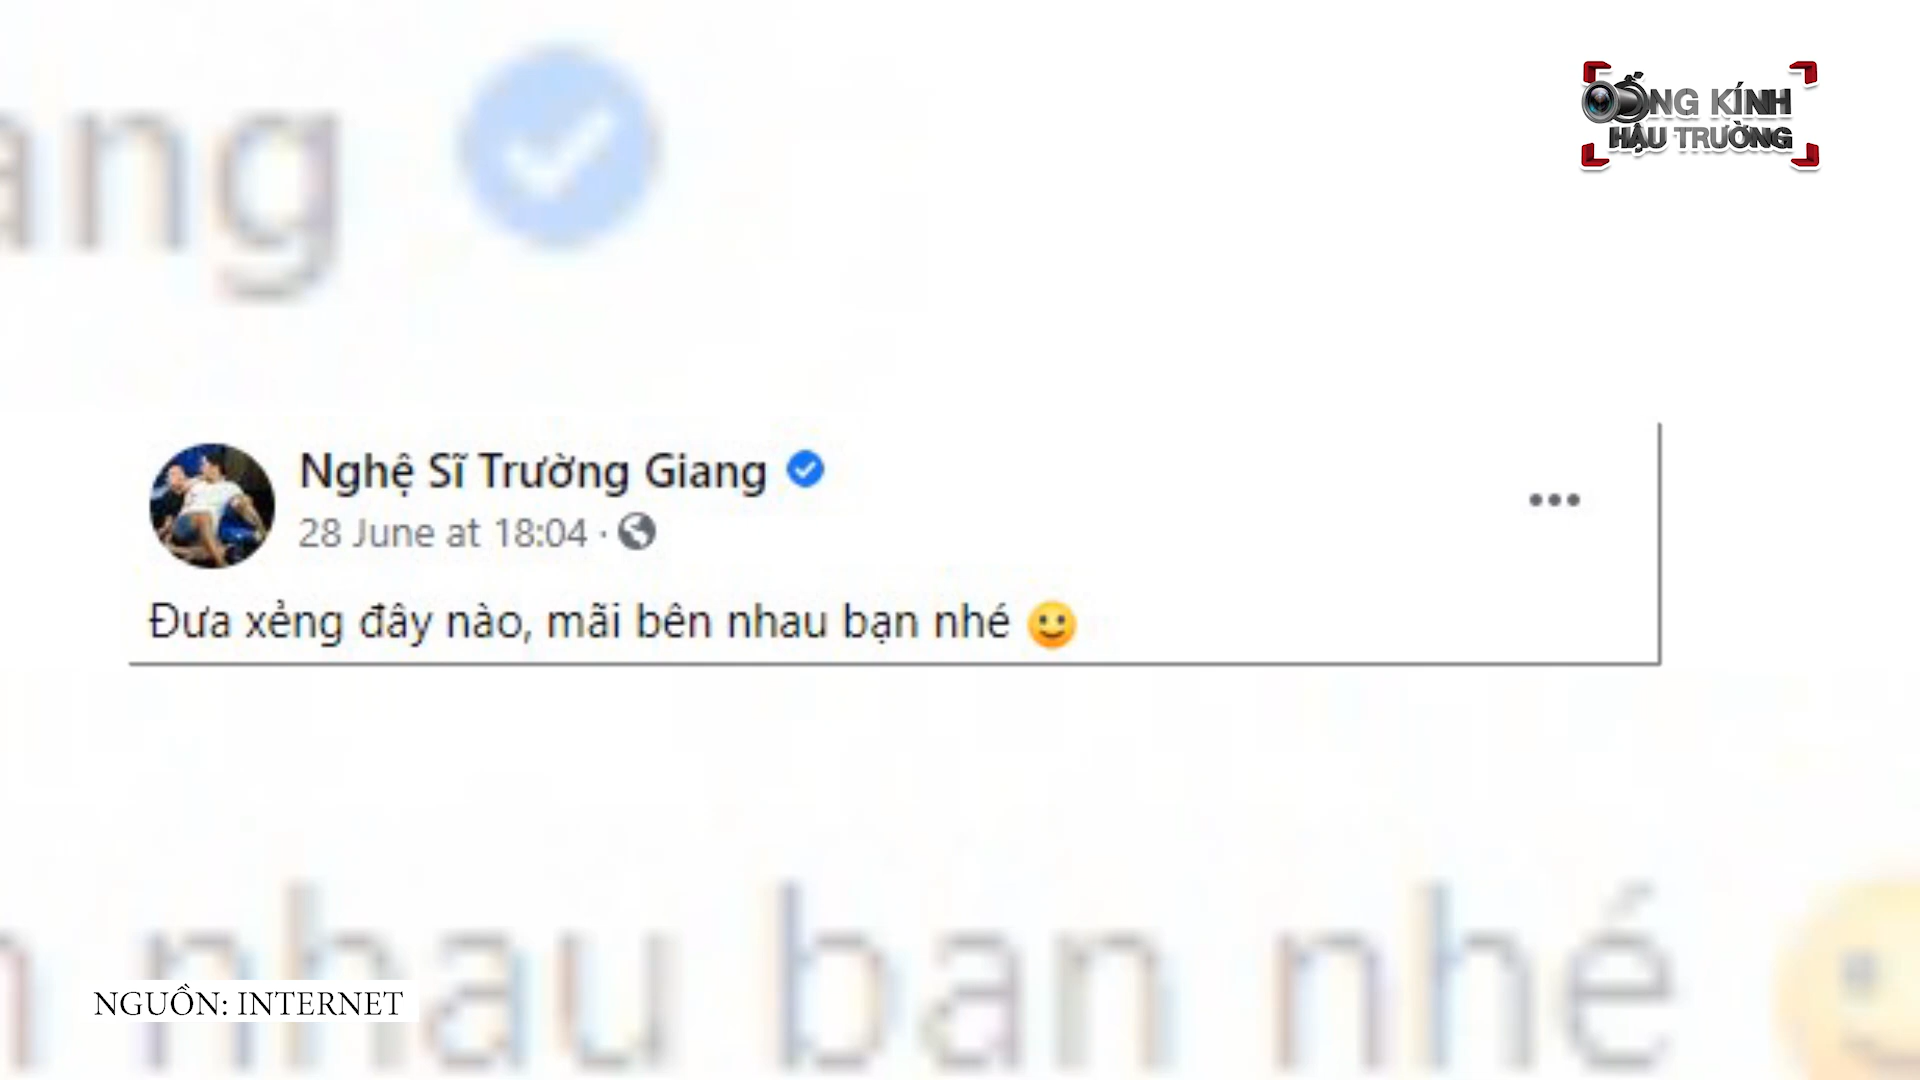 ang
ỐNG KÍNH
HẬU TRƯỜNG
Nghệ Sĩ Trường Giang
28 June at 18:04 ·
Đưa xẻng đây nào, mãi bên nhau bạn nhé 🙂
nhau bạn nhé
NGUỒN: INTERNET